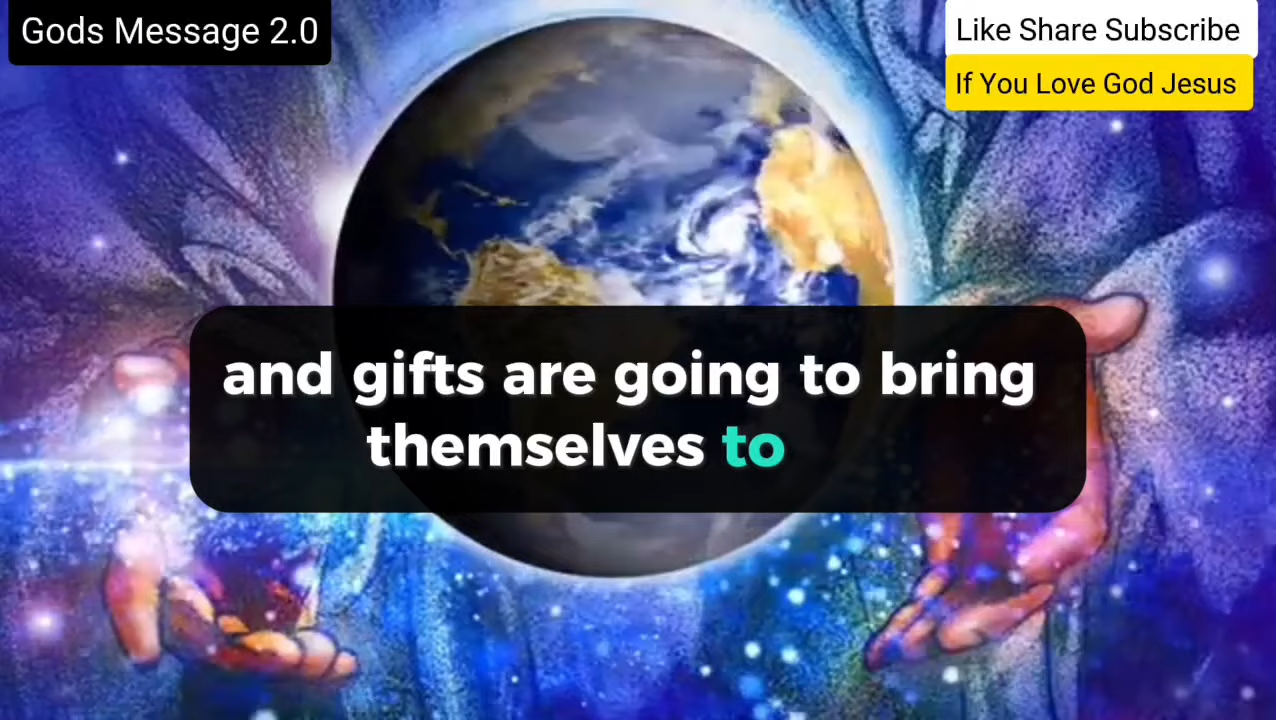 Gods Message 2.0
Like Share Subscribe
If You Love God Jesus
and gifts are going to bring
themselves to